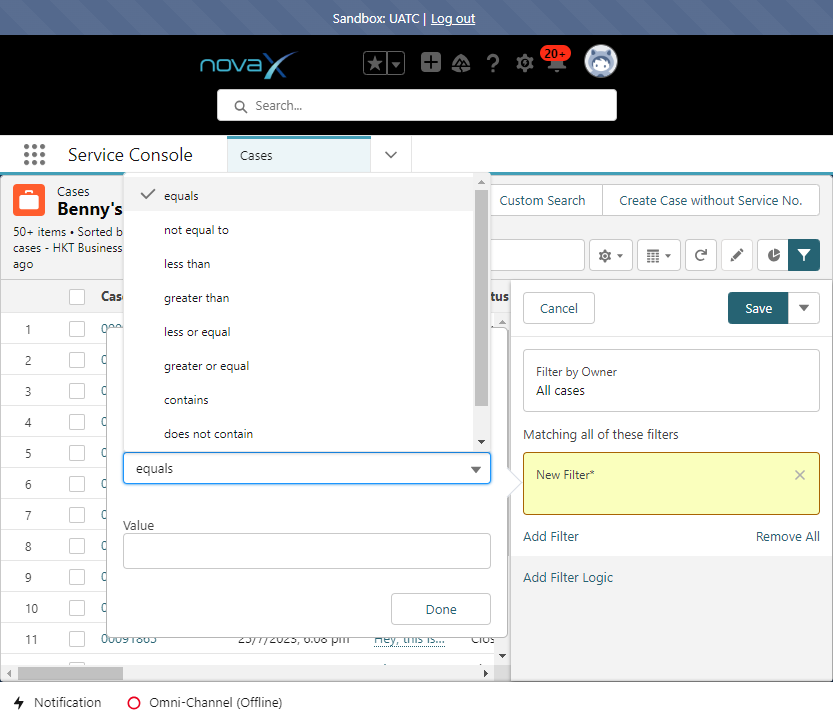 Sandbox: UATC | Log out
novaX
20+
Search...
Service Console
Cases
Cases
Benny's
50+ items • Sorted b
cases - HKT Business
ago
Custom Search
Create Case without Service No.
equals
not equal to
less than
greater than
less or equal
greater or equal
contains
does not contain
equals
Value
Done
Cas
tus
1
2
3
4
5
6
7
8
9
10
11
00091865
25/7/2023, 6:08 pm
Hey, this is...
Clos
Cancel
Save
Filter by Owner
All cases
Matching all of these filters
New Filter*
Add Filter
Remove All
Add Filter Logic
Notification
Omni-Channel (Offline)